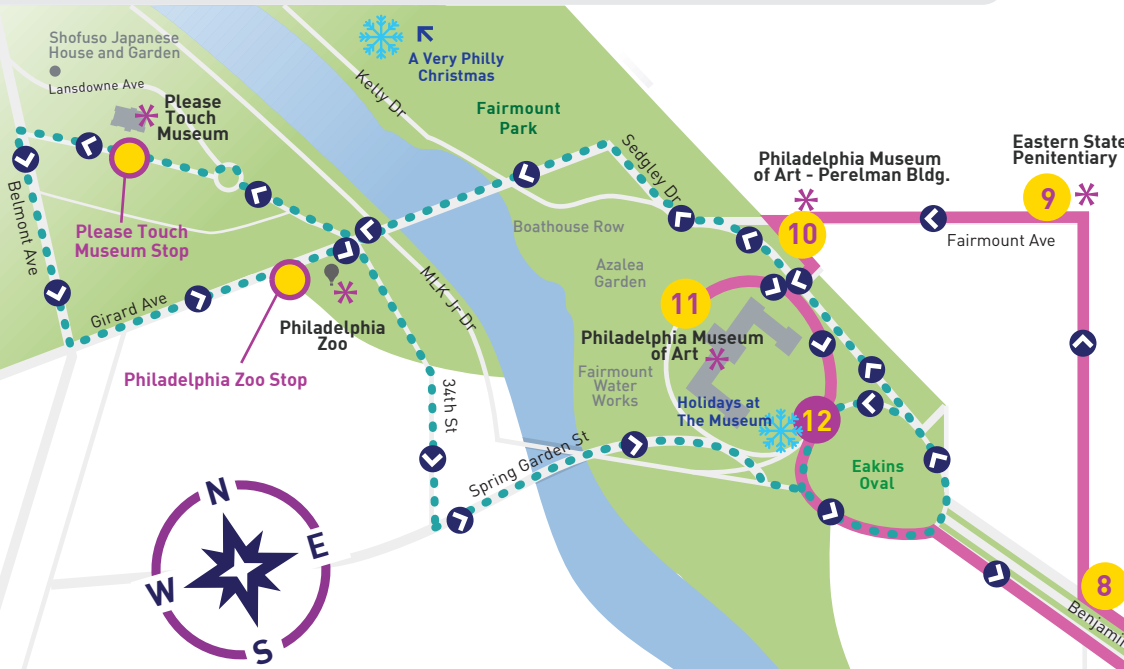 Shofuso Japanese
House and Garden
Lansdowne Ave
Please
Touch
Museum
Please Touch
Museum Stop
Belmont Ave
Girard Ave
Philadelphia
Zoo
Philadelphia Zoo Stop
A Very Philly
Christmas
Kelly Dr
Fairmount
Park
Sedgley Dr
Boathouse Row
MLK Jr Dr
34th St
Spring Garden St
Azalea
Garden
Philadelphia Museum
of Art - Perelman Bldg.
Eastern State
Penitentiary
9
10
Fairmount Ave
11
Philadelphia Museum
of Art
Fairmount
Water
Works
Holidays at
The Museum
12
Eakins
Oval
8
Benjamin
N
E
W
S